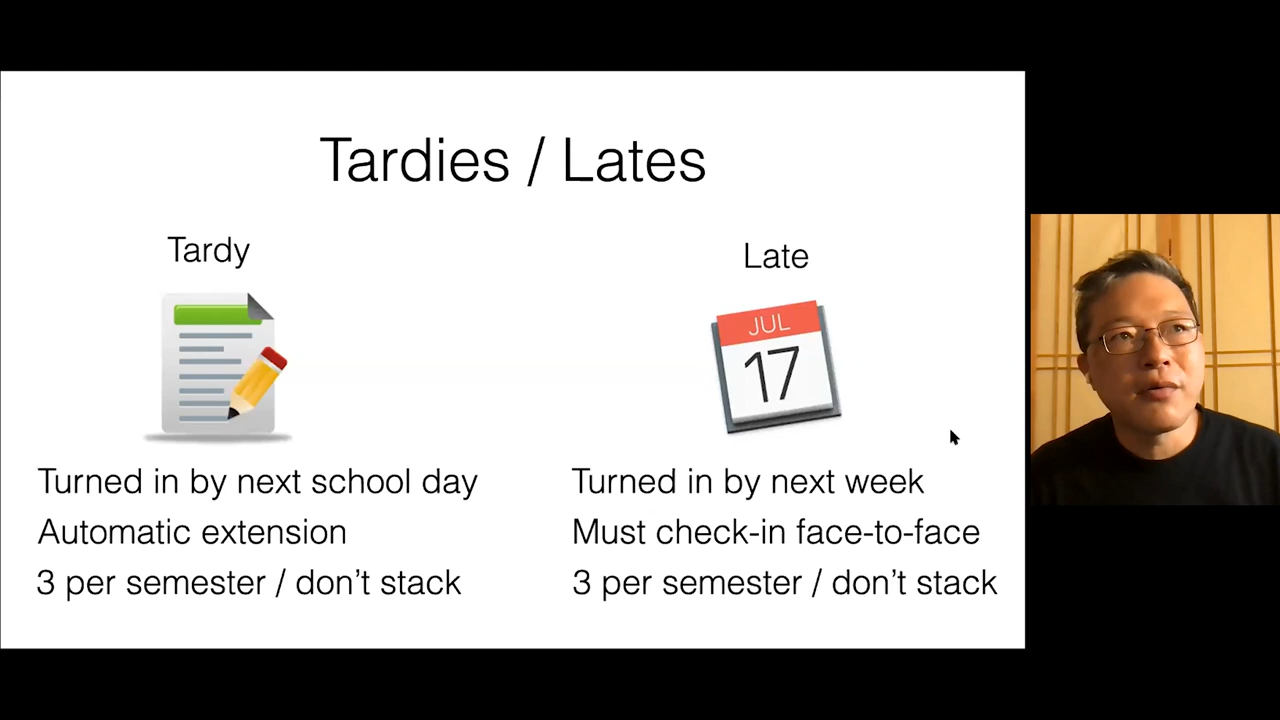 Tardies / Lates
Tardy
Late
JUL
17
Turned in by next school day
Automatic extension
3 per semester / don’t stack
Turned in by next week
Must check-in face-to-face
3 per semester / don’t stack